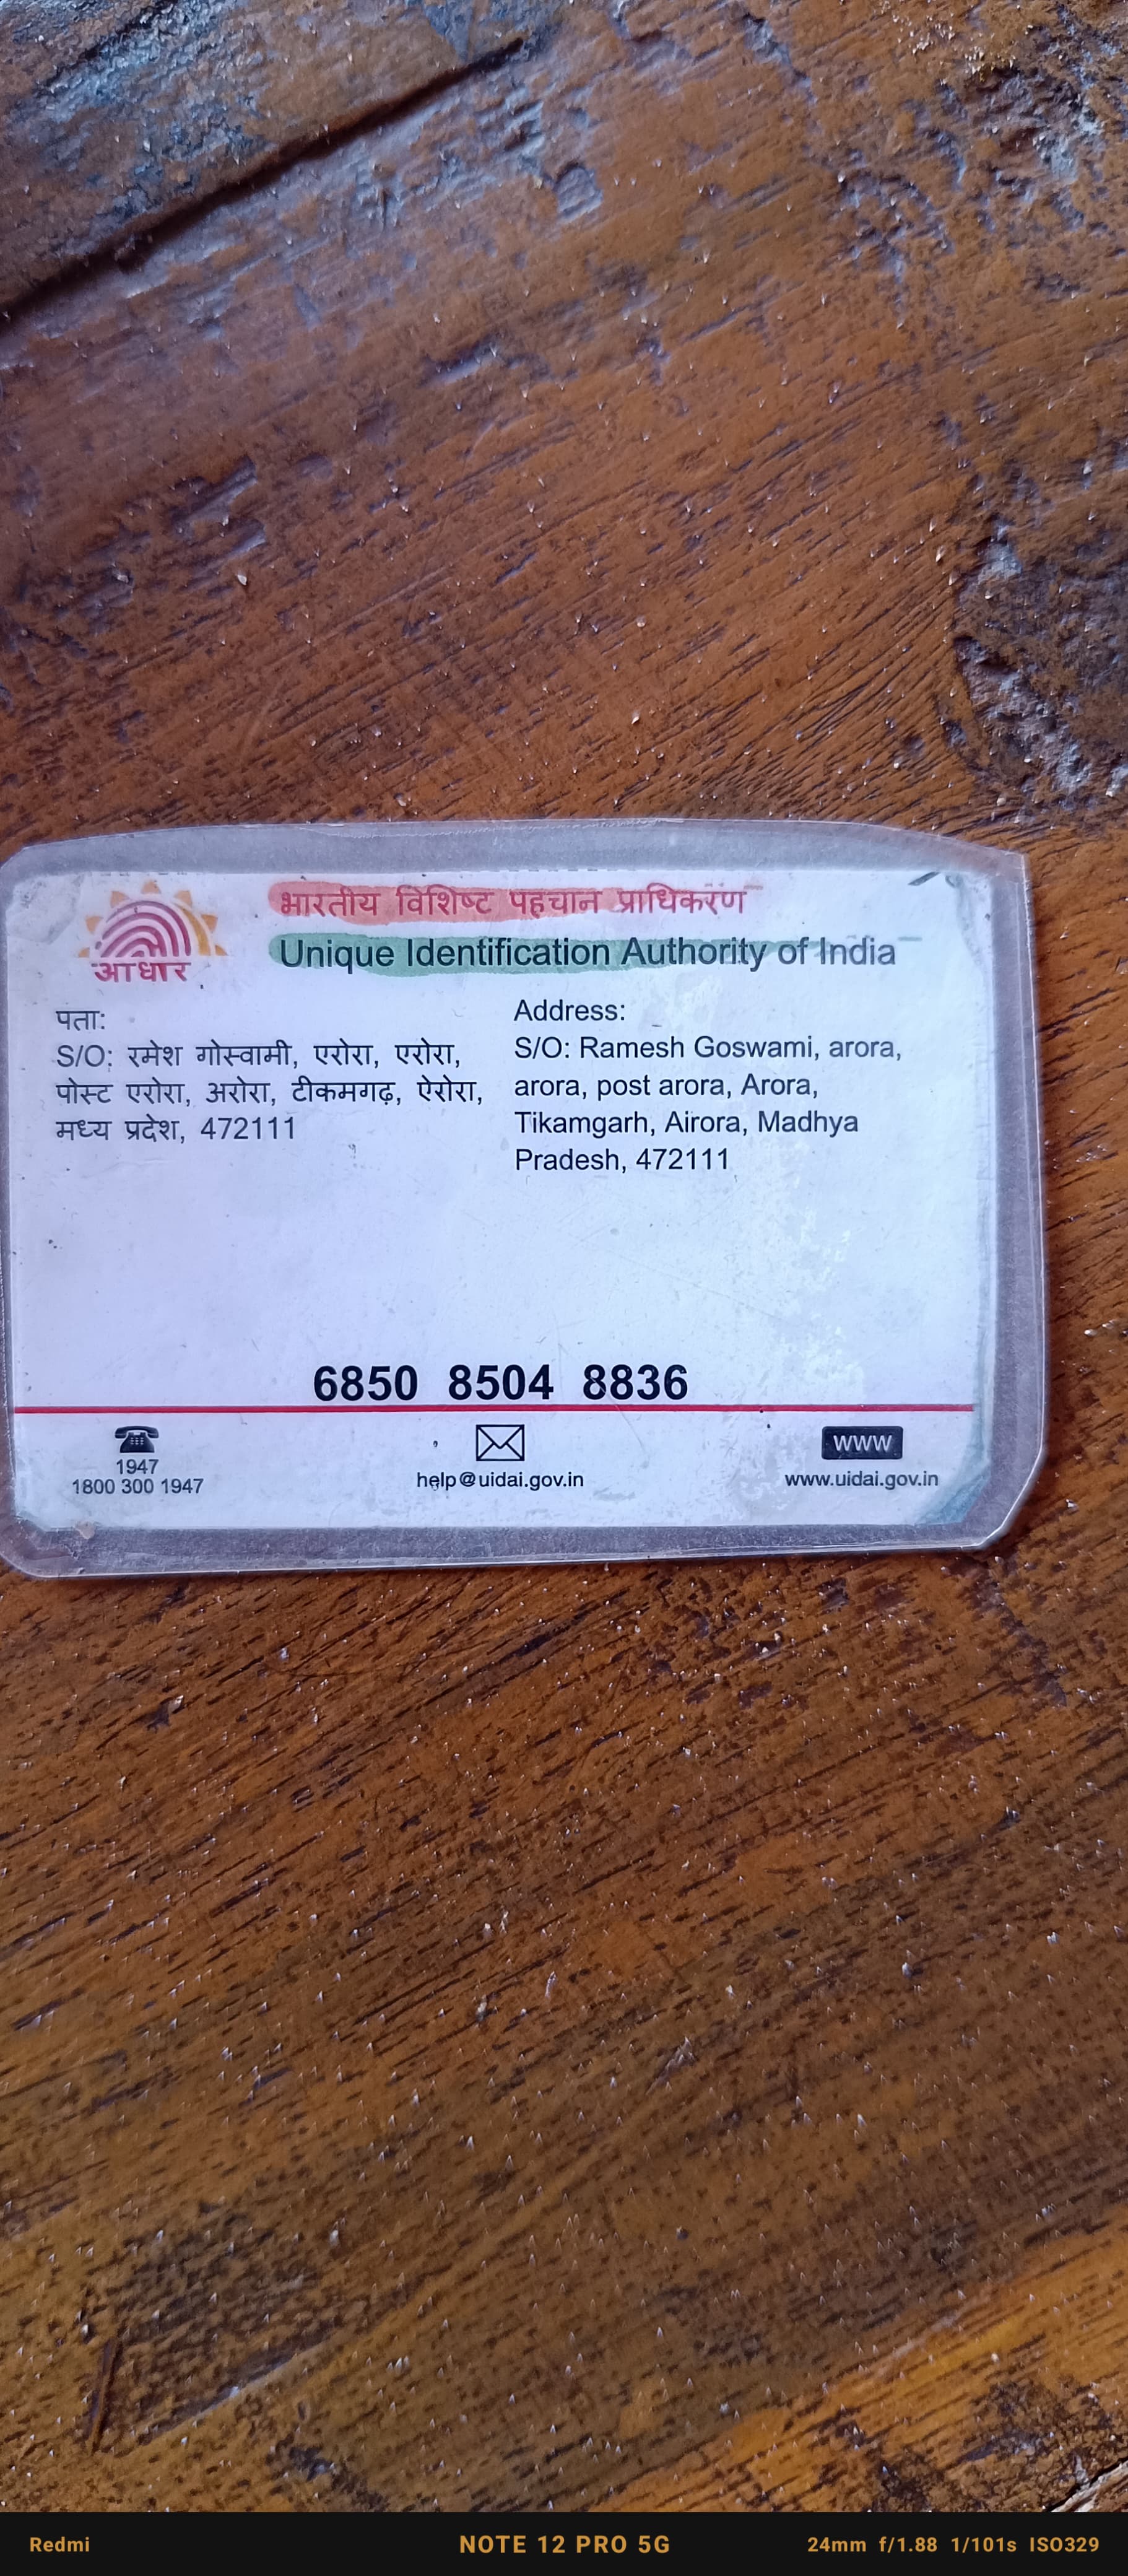 भारतीय विशिष्ट पहचान प्राधिकरण
Unique Identification Authority of India
आधार
पता:
S/O: रमेश गोस्वामी, एरोरा, एरोरा,
पोस्ट एरोरा, अरोरा, टीकमगढ़, ऐरोरा,
मध्य प्रदेश, 472111
Address:
S/O: Ramesh Goswami, arora,
arora, post arora, Arora,
Tikamgarh, Airora, Madhya
Pradesh, 472111
6850 8504 8836
1947
1800 300 1947
help@uidai.gov.in
www
www.uidai.gov.in
Redmi
NOTE 12 PRO 5G
24mm f/1.88 1/101s ISO329